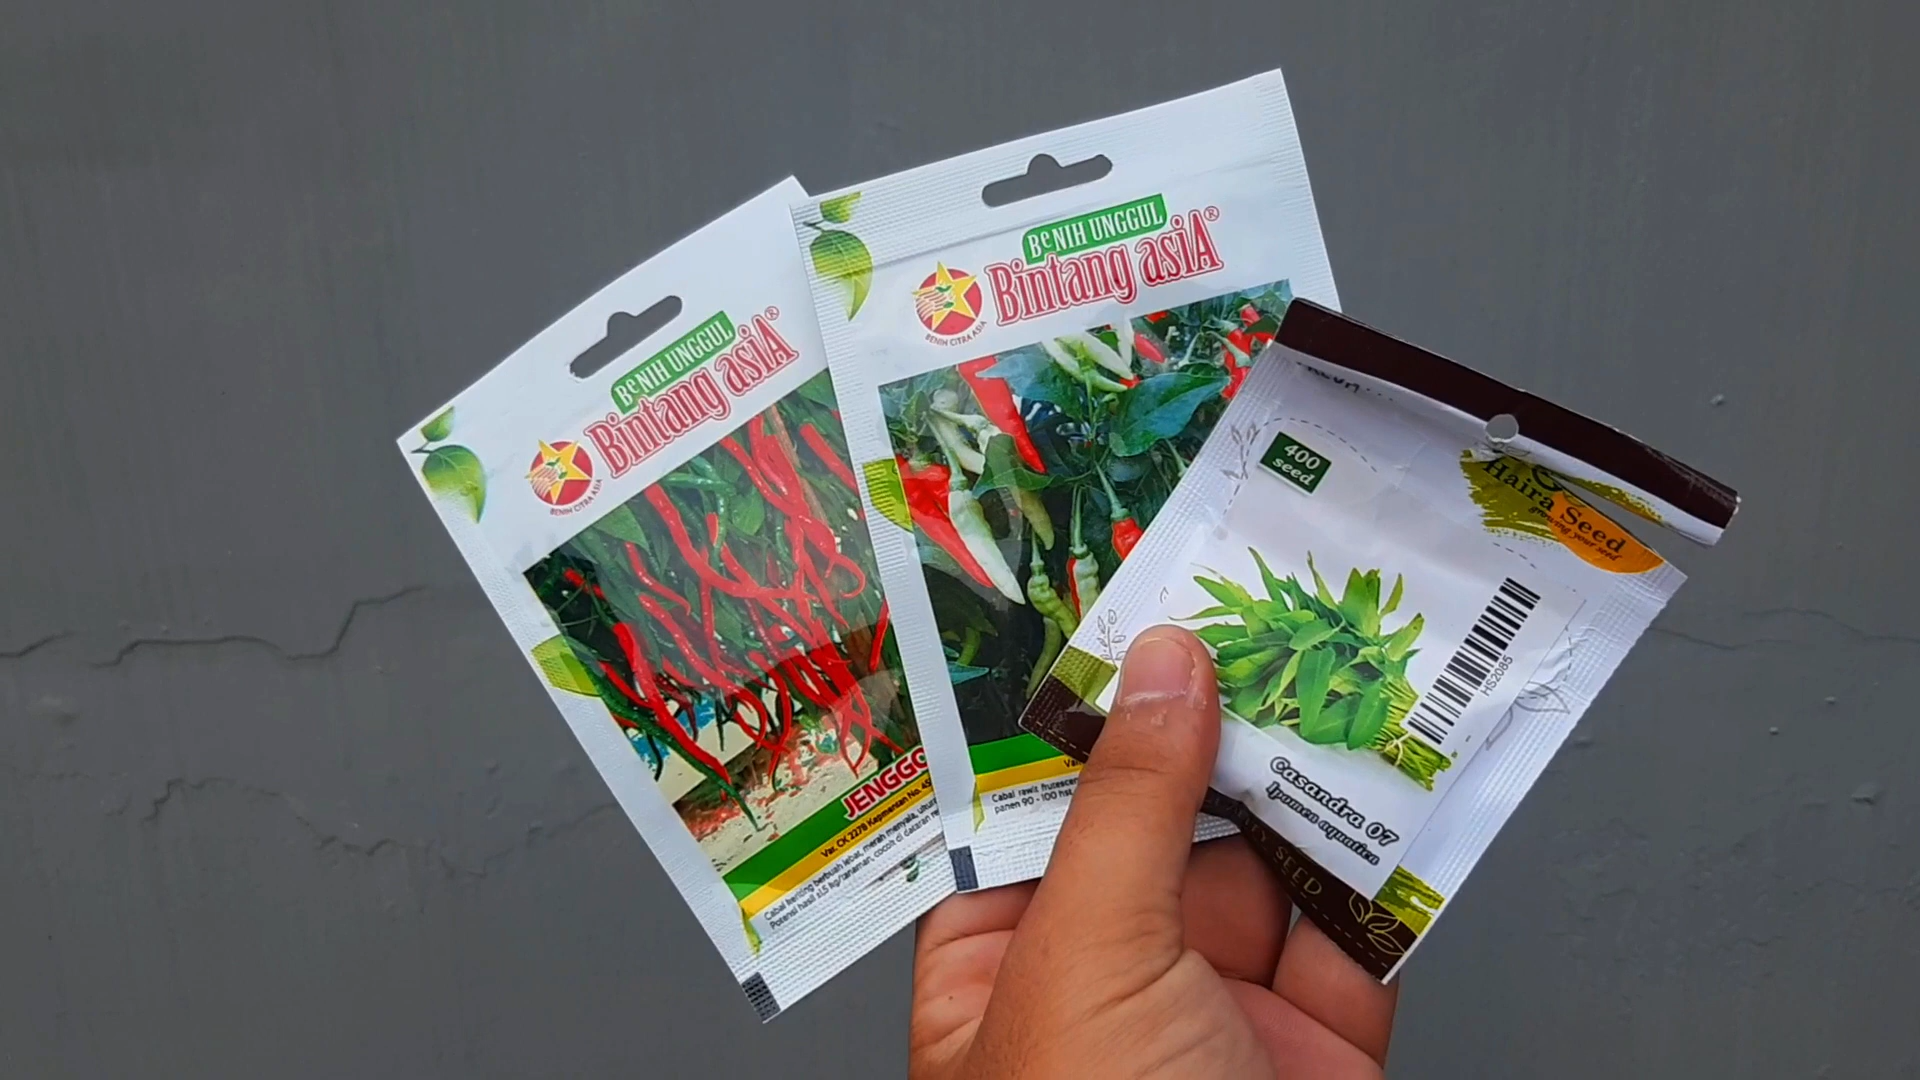 BeNIH UNGGUL
Bintang asiA®
BENIH CITRA ASIA
JENGGO
Var. CK 2278 Kepmentan No.
Cabai keriting berbuah lebat, merah menyala,
Potensi hasil ±1,5 kg/tanaman, cocok di dataran
BeNIH UNGGUL
Bintang asiA®
BENIH CITRA ASIA
Cabai rawit
panen 90 - 100 hst,
400
seed
Haira Seed
growing your seed
HS2085
Casandra 07
Ipomea aquatica
SEED